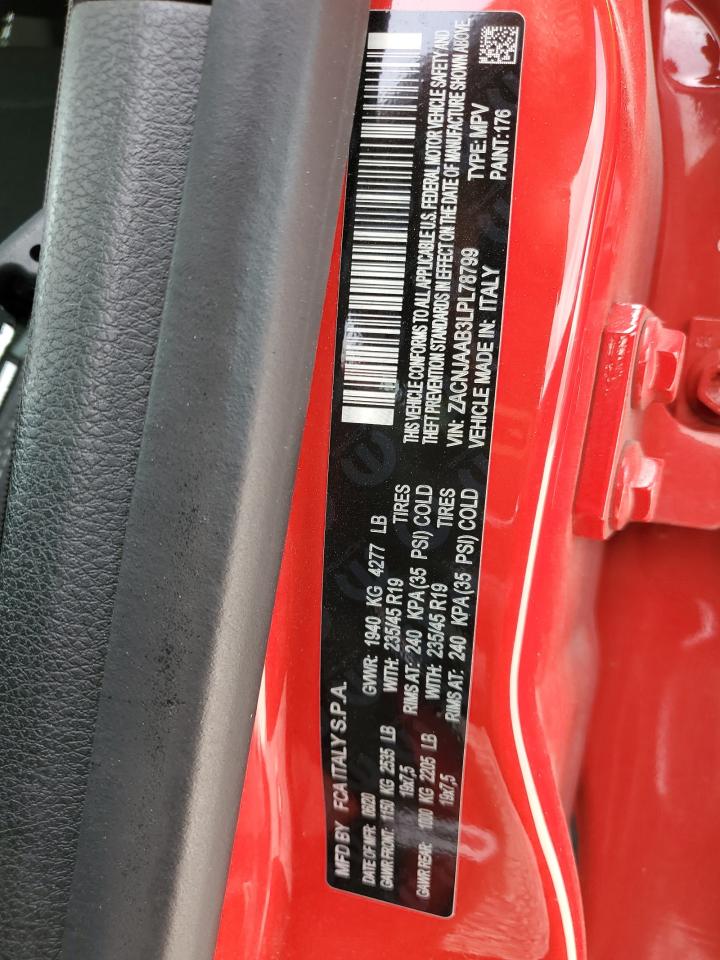 MFD BY FCA ITALY S.P.A.
DATE OF MFR: 00620 GVWR: 1940 KG 4277 LB
GAWR FRONT: 1150 KG 2535 LB WITH: 235/45 R19 TIRES
19x7,5 RIMS AT: 240 KPA(35 PSI) COLD
GAWR REAR: 1000 KG 2205 LB WITH: 235/45 R19 TIRES
19x7,5 RIMS AT: 240 KPA(35 PSI) COLD
THIS VEHICLE CONFORMS TO ALL APPLICABLE U.S. FEDERAL MOTOR VEHICLE SAFETY AND
THEFT PREVENTION STANDARDS IN EFFECT ON THE DATE OF MANUFACTURE SHOWN ABOVE
VIN: ZACNJAAB3LPL78799 TYPE: MPV
VEHICLE MADE IN: ITALY PAINT: 176